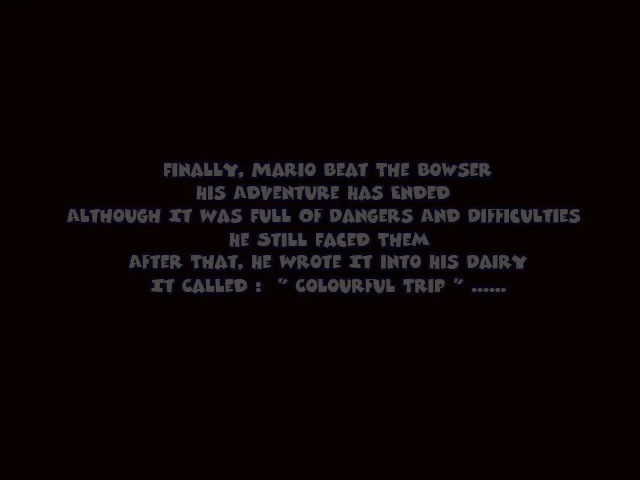 FINALLY, MARIO BEAT THE BOWSER
HIS ADVENTURE HAS ENDED
ALTHOUGH IT WAS FULL OF DANGERS AND DIFFICULTIES
HE STILL FACED THEM
AFTER THAT, HE WROTE IT INTO HIS DAIRY
IT CALLED : " COLOURFUL TRIP " ......